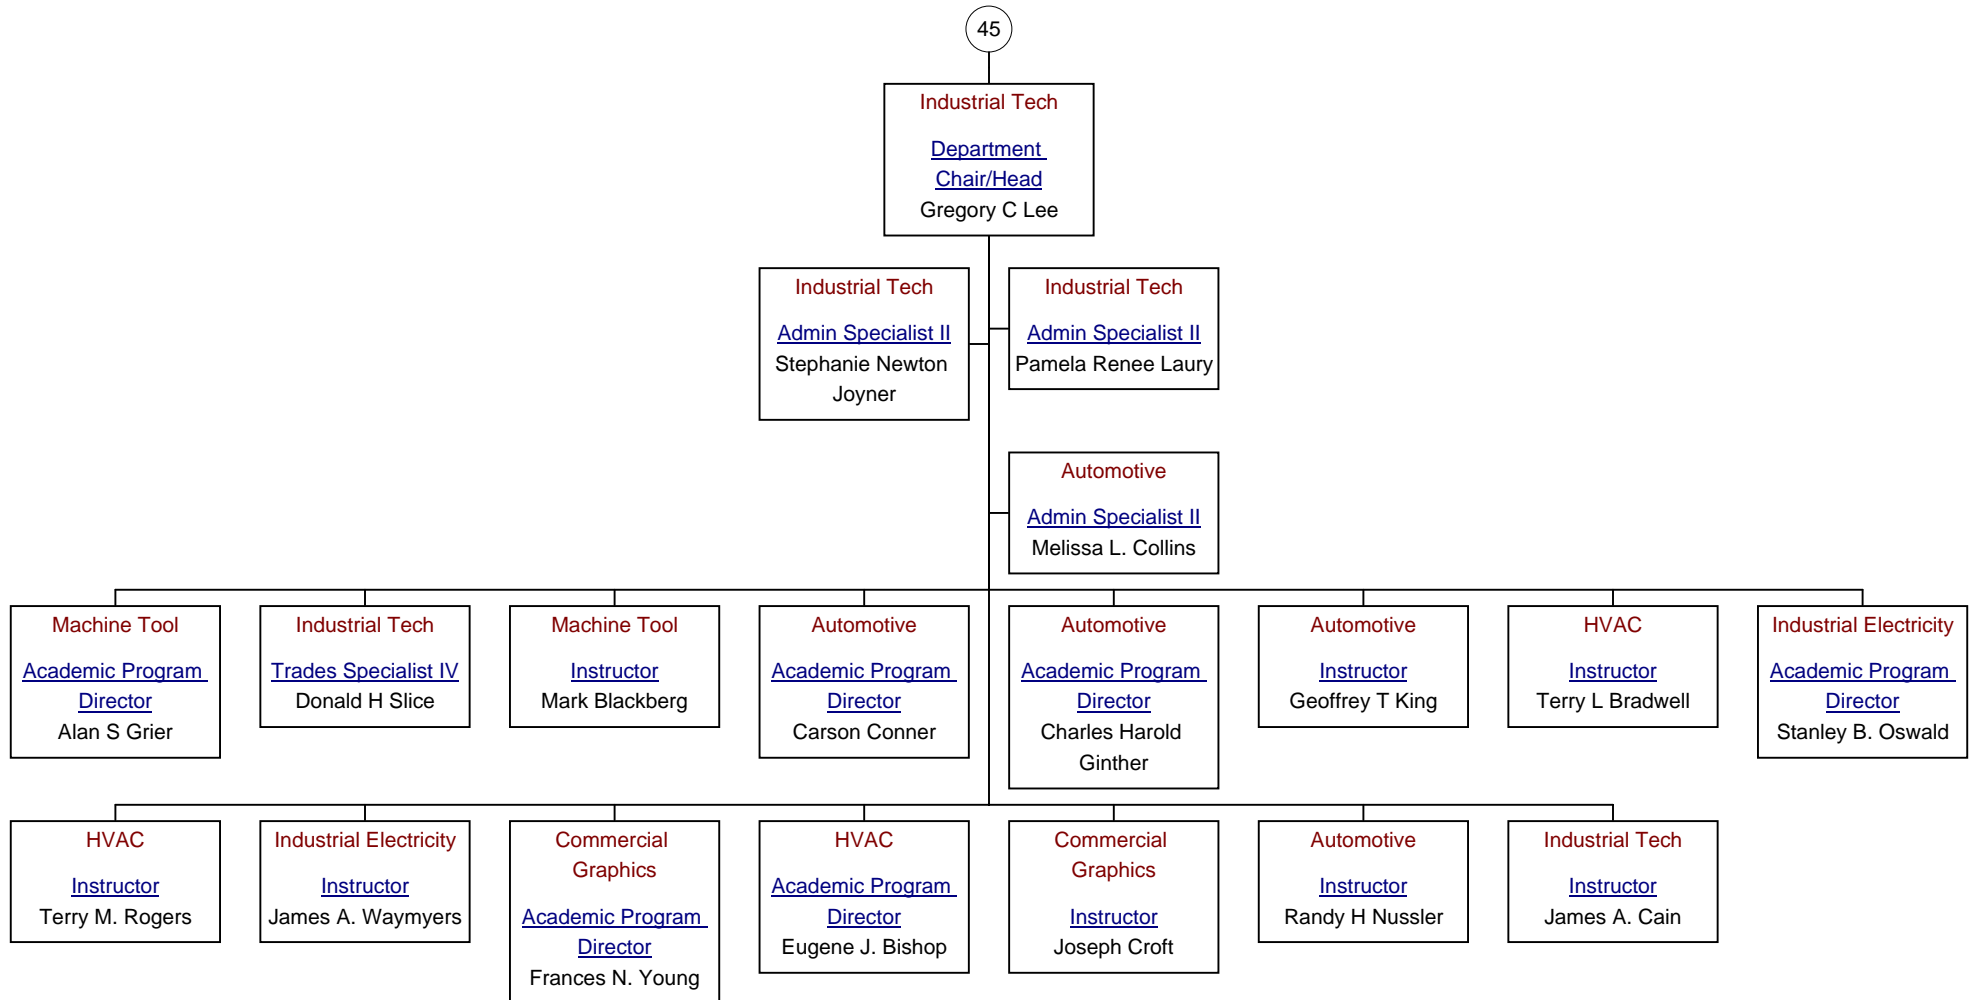 45
Industrial Tech
Department
Chair/Head
Gregory C Lee
Industrial Tech
Admin Specialist II
Stephanie Newton
Joyner
Industrial Tech
Admin Specialist II
Pamela Renee Laury
Automotive
Admin Specialist II
Melissa L. Collins
Machine Tool
Academic Program
Director
Alan S Grier
Industrial Tech
Trades Specialist IV
Donald H Slice
Machine Tool
Instructor
Mark Blackberg
Automotive
Academic Program
Director
Carson Conner
Automotive
Academic Program
Director
Charles Harold
Ginther
Automotive
Instructor
Geoffrey T King
HVAC
Instructor
Terry L Bradwell
Industrial Electricity
Academic Program
Director
Stanley B. Oswald
HVAC
Instructor
Terry M. Rogers
Industrial Electricity
Instructor
James A. Waymyers
Commercial
Graphics
Academic Program
Director
Frances N. Young
HVAC
Academic Program
Director
Eugene J. Bishop
Commercial
Graphics
Instructor
Joseph Croft
Automotive
Instructor
Randy H Nussler
Industrial Tech
Instructor
James A. Cain